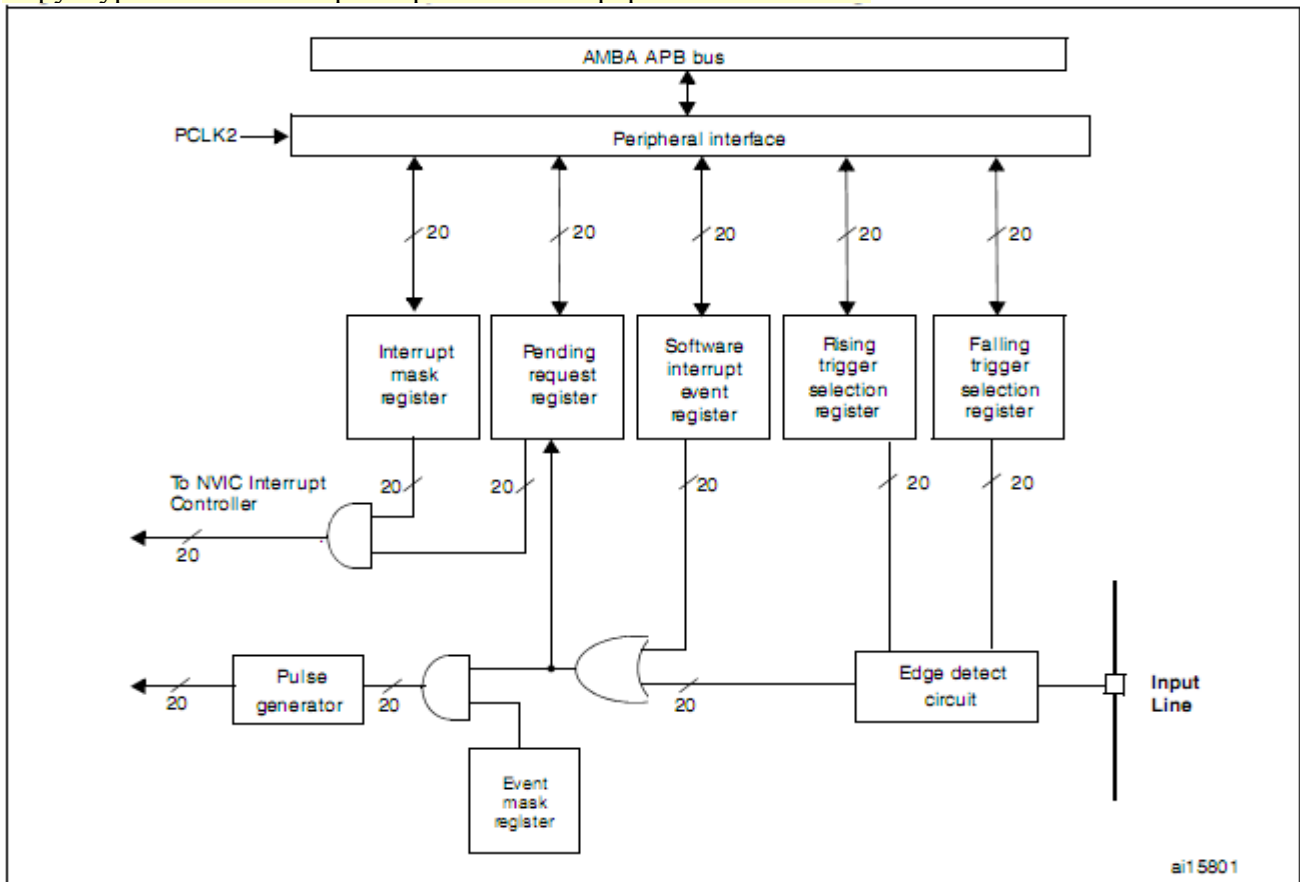 AMBA APB bus
PCLK2
Peripheral interface
20
20
20
20
20
Interrupt
mask
register
Pending
request
register
Software
interrupt
event
register
Rising
trigger
selection
register
Falling
trigger
selection
register
To NVIC Interrupt
Controller
20
20
20
20
20
20
Edge detect
circuit
Input
Line
Pulse
generator
20
20
20
Event
mask
register
ai15801